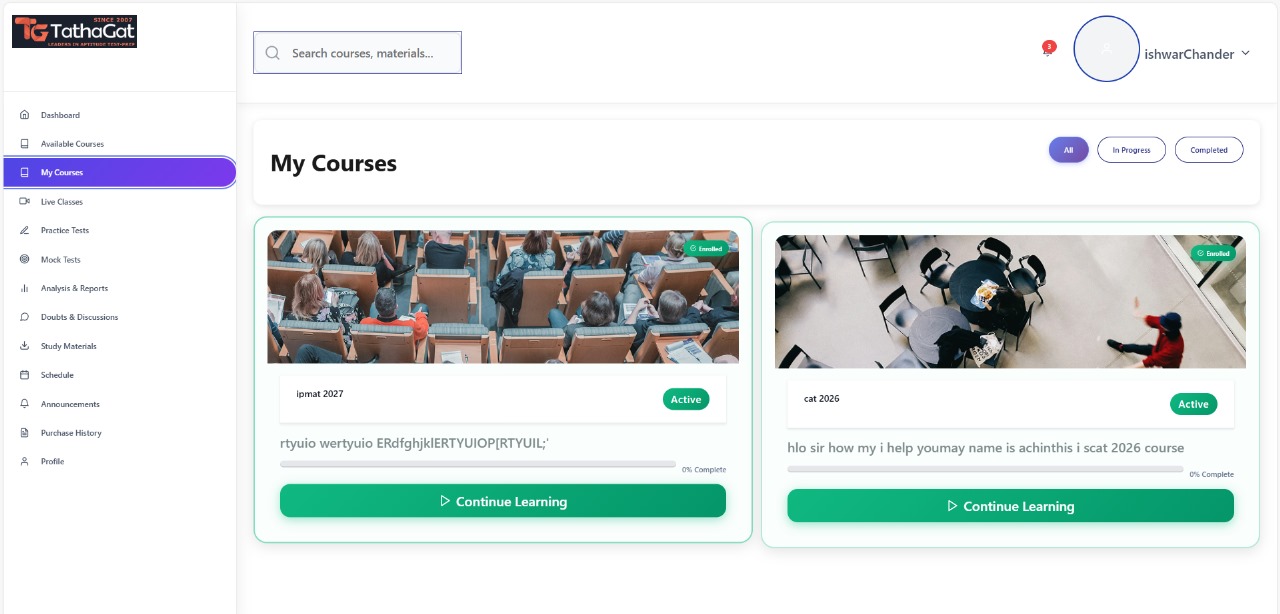 SINCE 2007
TG TathaGat
LEADERS IN APTITUDE TEST-PREP
Search courses, materials...
3
ishwarChander
Dashboard
Available Courses
My Courses
Live Classes
Practice Tests
Mock Tests
Analysis & Reports
Doubts & Discussions
Study Materials
Schedule
Announcements
Purchase History
Profile
My Courses
All
In Progress
Completed
Enrolled
ipmat 2027
Active
rtyuio wertyuio ERdfghjklERTYUIOP[RTYUIL;'
0% Complete
Continue Learning
Enrolled
cat 2026
Active
hlo sir how my i help youmay name is achinthis i scat 2026 course
0% Complete
Continue Learning